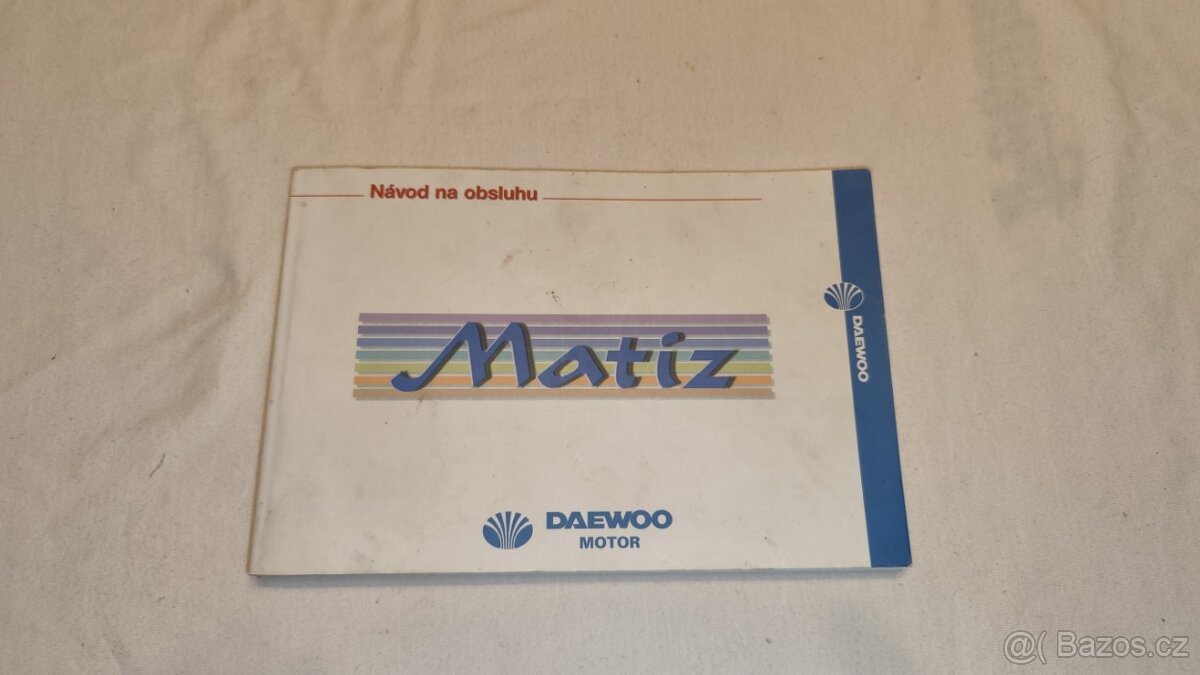 Návod na obsluhu
Matiz
DAEWOO
DAEWOO
MOTOR
@( Bazos.cz